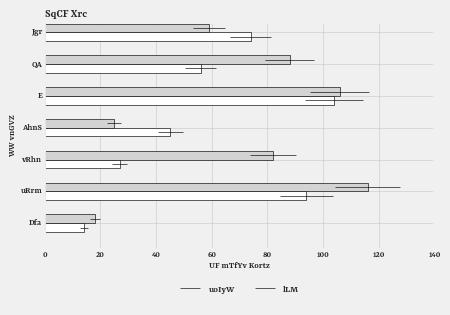 SqCF Xrc
Jgr
QA
E
AhnS
vRhn
uRrm
Dfa
WW vnGVZ
0 20 40 60 80 100 120 140
UF mTfYv Kortz
uoIyW lLM